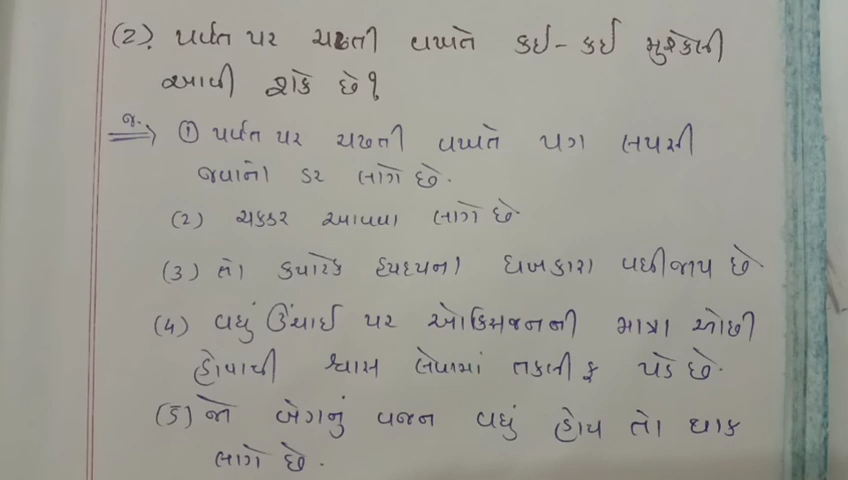 (2). પર્વત પર ચઢતી વખતે કઈ - કઈ મુશ્કેલી
આવી શકે છે ?
જ. ⇒ ① પર્વત પર ચઢતી વખતે પગ લપસી
જવાનો ડર લાગે છે.
(2) ચક્કર આવવા લાગે છે
(3) તો ક્યારેક હ્યદયના ધબકારા વધીજાય છે
(4) વધું ઊંચાઈ પર ઓક્સિજનની માત્રા ઓછી
હોવાથી શ્વાસ લેવામાં તકલીફ પડે છે.
(5) જો બેગનું વજન વધું હોય તો થાક
લાગે છે.